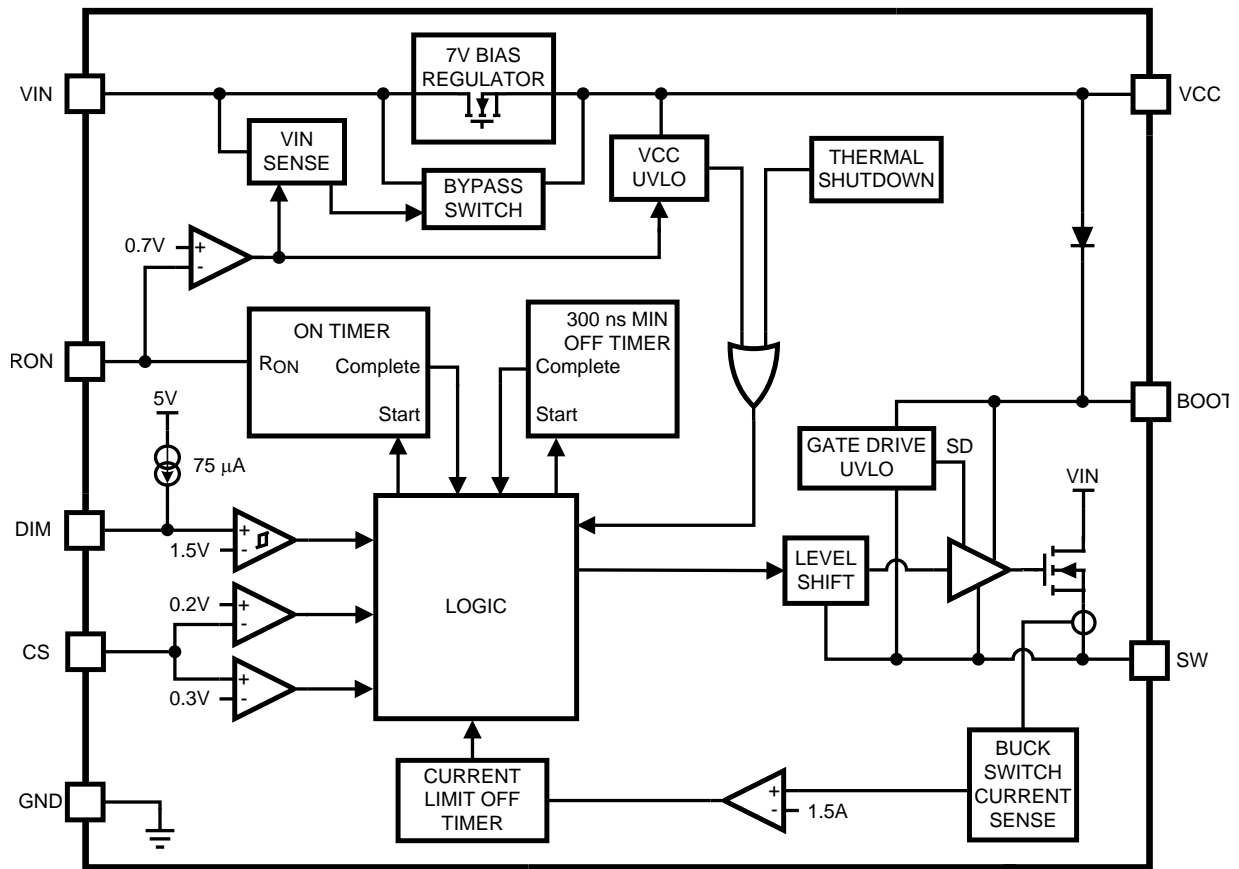 7V BIAS
REGULATOR
VIN
VCC
VIN
SENSE
VCC
UVLO
THERMAL
SHUTDOWN
BYPASS
SWITCH
0.7V
+
-
ON TIMER
RON
Complete
Start
300 ns MIN
OFF TIMER
Complete
Start
RON
5V
75 μA
BOOT
GATE DRIVE
UVLO
SD
VIN
DIM
+
1.5V
-
LEVEL
SHIFT
0.2V
+
-
LOGIC
CS
+
0.3V
-
SW
BUCK
SWITCH
CURRENT
SENSE
GND
CURRENT
LIMIT OFF
TIMER
+
-
1.5A